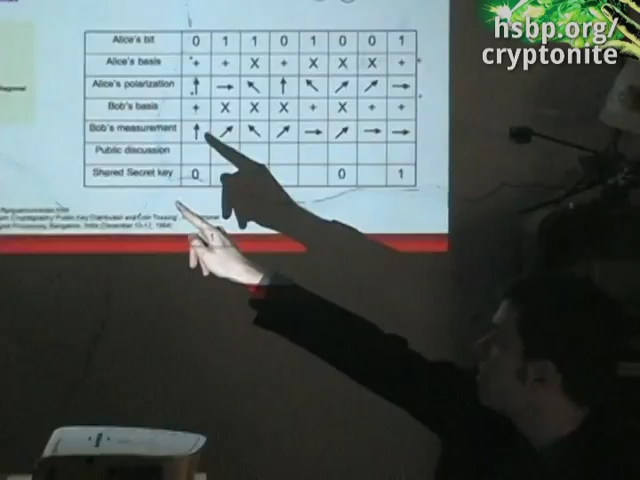 hsbp.org/
cryptonite
Alice's bit 0 1 1 0 1 0 0 1
Alice's basis + + X + X X X +
Alice's polarization ↑ → ↖ ↑ ↖ ↗ ↗ →
Bob's basis + X X X + X + +
Bob's measurement ↑ ↗ ↖ ↗ → ↗ → →
Public discussion
Shared Secret key 0 0 1